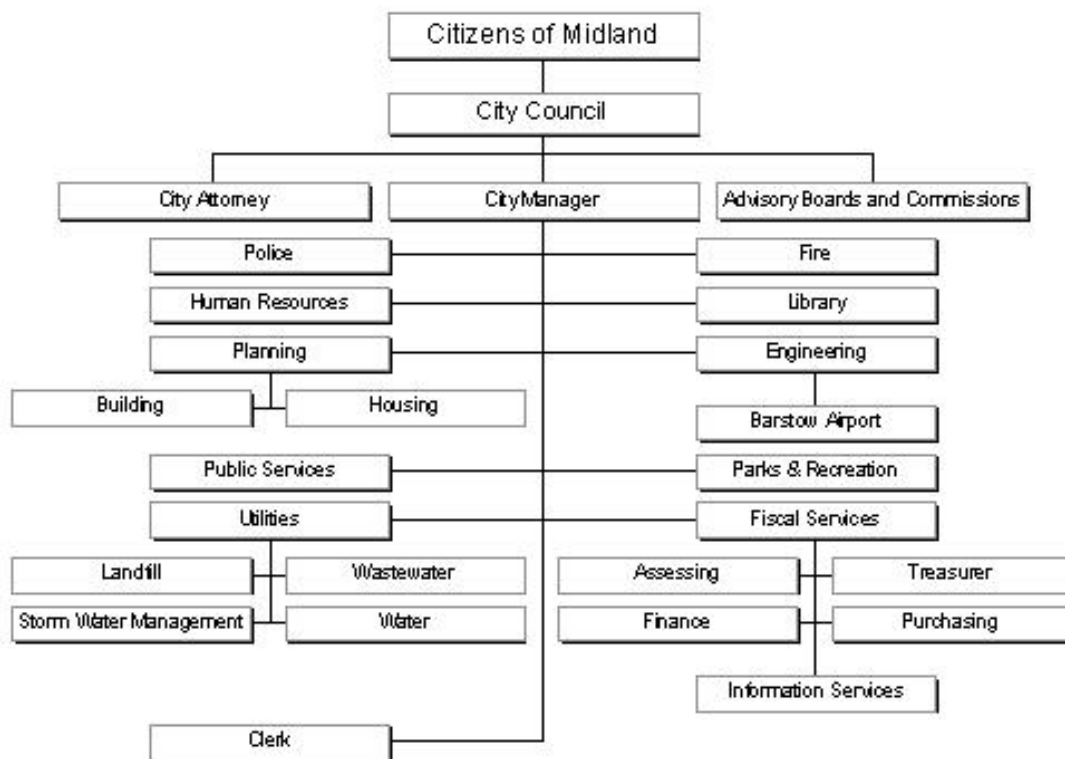 Citizens of Midland
City Council
City Attorney
City Manager
Advisory Boards and Commissions
Police
Fire
Human Resources
Library
Planning
Engineering
Building
Housing
Barstow Airport
Public Services
Parks & Recreation
Utilities
Fiscal Services
Landfill
Wastewater
Assessing
Treasurer
Storm Water Management
Water
Finance
Purchasing
Information Services
Clerk